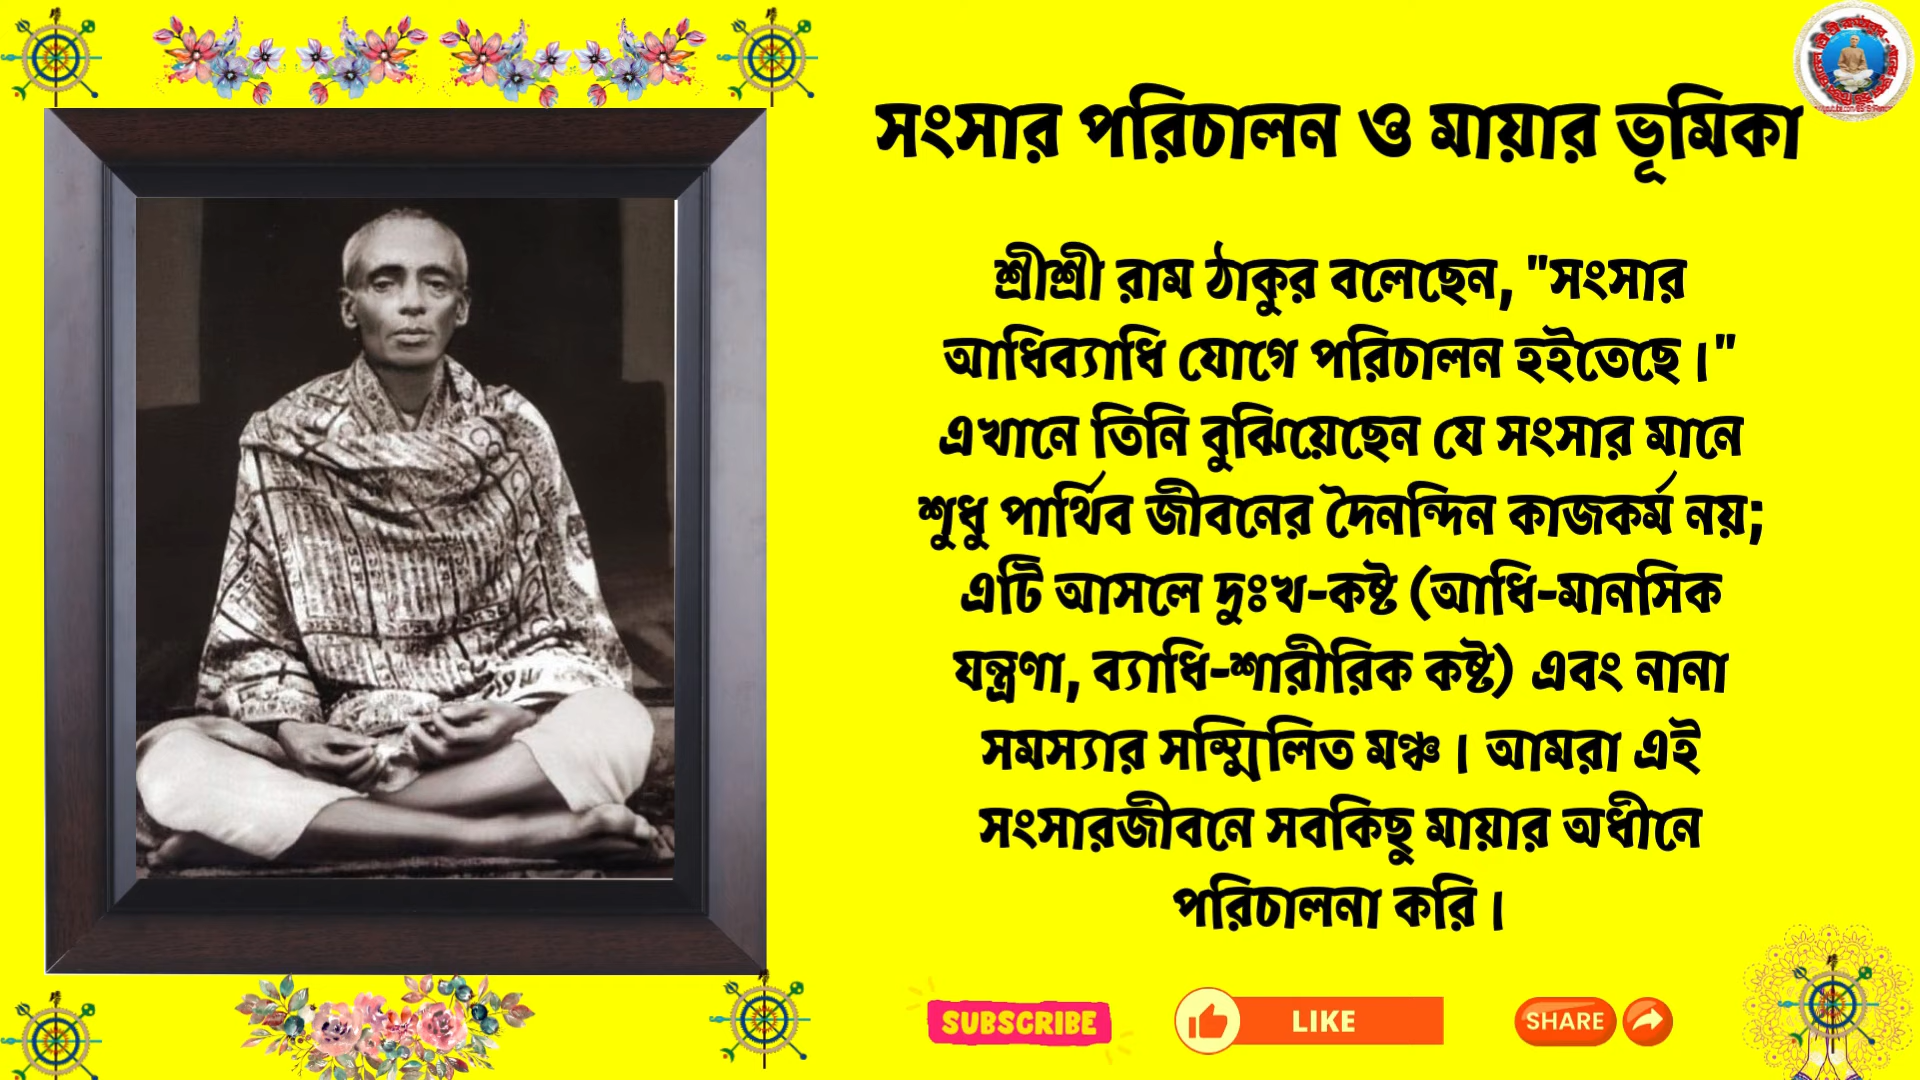 সংসার পরিচালন ও মায়ার ভূমিকা
শ্রীশ্রী রাম ঠাকুর বলেছেন, "সংসার
আধিব্যাধি যোগে পরিচালন হইতেছে।"
এখানে তিনি বুঝিয়েছেন যে সংসার মানে
শুধু পার্থিব জীবনের দৈনন্দিন কাজকর্ম নয়;
এটি আসলে দুঃখ-কষ্ট (আধি-মানসিক
যন্ত্রণা, ব্যাধি-শারীরিক কষ্ট) এবং নানা
সমস্যার সম্মিলিত মঞ্চ। আমরা এই
সংসারজীবনে সবকিছু মায়ার অধীনে
পরিচালনা করি।
SUBSCRIBE
LIKE
SHARE